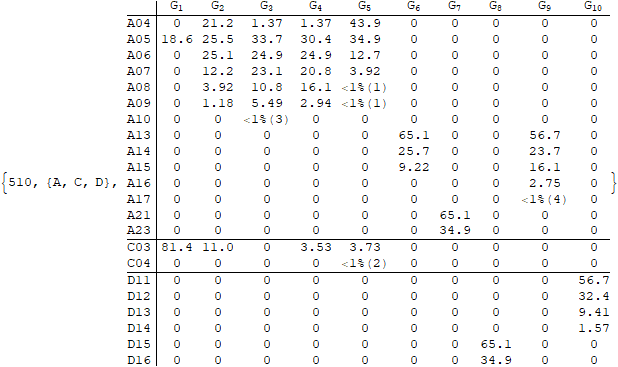 G1 G2 G3 G4 G5 G6 G7 G8 G9 G10
A04 0 21.2 1.37 1.37 43.9 0 0 0 0 0
A05 18.6 25.5 33.7 30.4 34.9 0 0 0 0 0
A06 0 25.1 24.9 24.9 12.7 0 0 0 0 0
A07 0 12.2 23.1 20.8 3.92 0 0 0 0 0
A08 0 3.92 10.8 16.1 <1%(1) 0 0 0 0 0
A09 0 1.18 5.49 2.94 <1%(1) 0 0 0 0 0
A10 0 0 <1%(3) 0 0 0 0 0 0 0
A13 0 0 0 0 0 65.1 0 0 56.7 0
A14 0 0 0 0 0 25.7 0 0 23.7 0
A15 0 0 0 0 0 9.22 0 0 16.1 0
{510, {A, C, D}, A16 0 0 0 0 0 0 0 0 2.75 0 }
A17 0 0 0 0 0 0 0 0 <1%(4) 0
A21 0 0 0 0 0 0 65.1 0 0 0
A23 0 0 0 0 0 0 34.9 0 0 0
C03 81.4 11.0 0 3.53 3.73 0 0 0 0 0
C04 0 0 0 0 <1%(2) 0 0 0 0 0
D11 0 0 0 0 0 0 0 0 0 56.7
D12 0 0 0 0 0 0 0 0 0 32.4
D13 0 0 0 0 0 0 0 0 0 9.41
D14 0 0 0 0 0 0 0 0 0 1.57
D15 0 0 0 0 0 0 0 65.1 0 0
D16 0 0 0 0 0 0 0 34.9 0 0